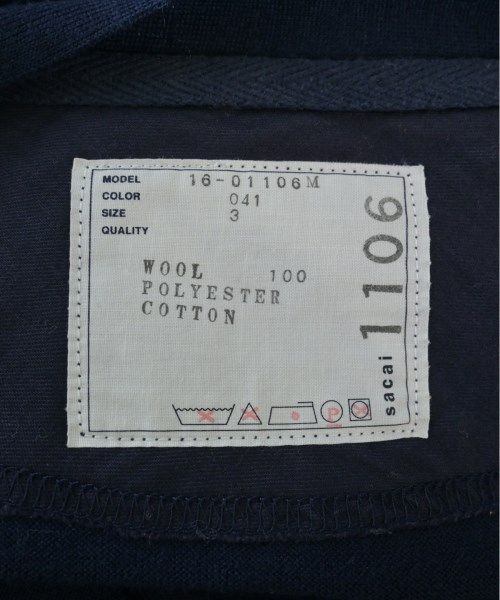 MODEL 16-01106M
COLOR 041
SIZE 3
QUALITY
WOOL 100
POLYESTER
COTTON
P
sacai 1106